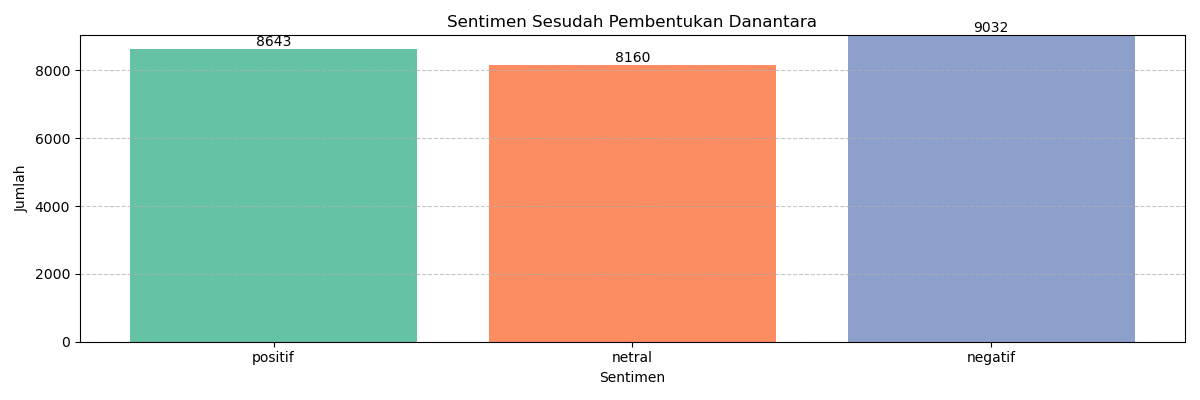 Sentimen Sesudah Pembentukan Danantara
8643
8160
9032
8000
6000
4000
2000
0
Jumlah
positif
netral
negatif
Sentimen